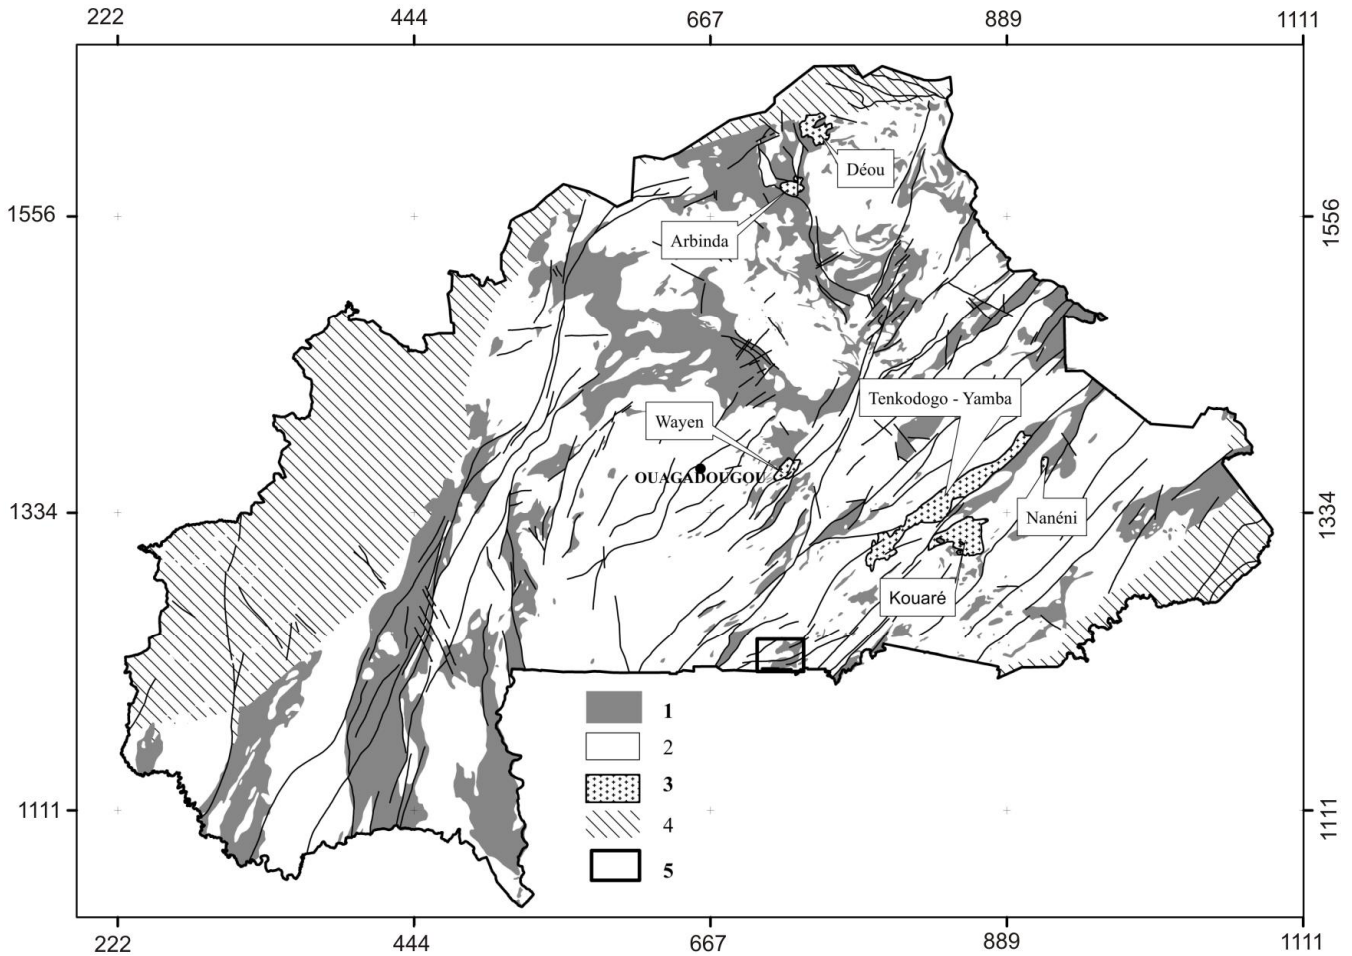 222 444 667 889 1111
Déou
1556 1556
Arbinda
Tenkodogo - Yamba
Wayen
OUAGADOUGOU
1334 Nanéni 1334
Kouaré
1
2
3
1111 1111
4
5
222 444 667 889 1111